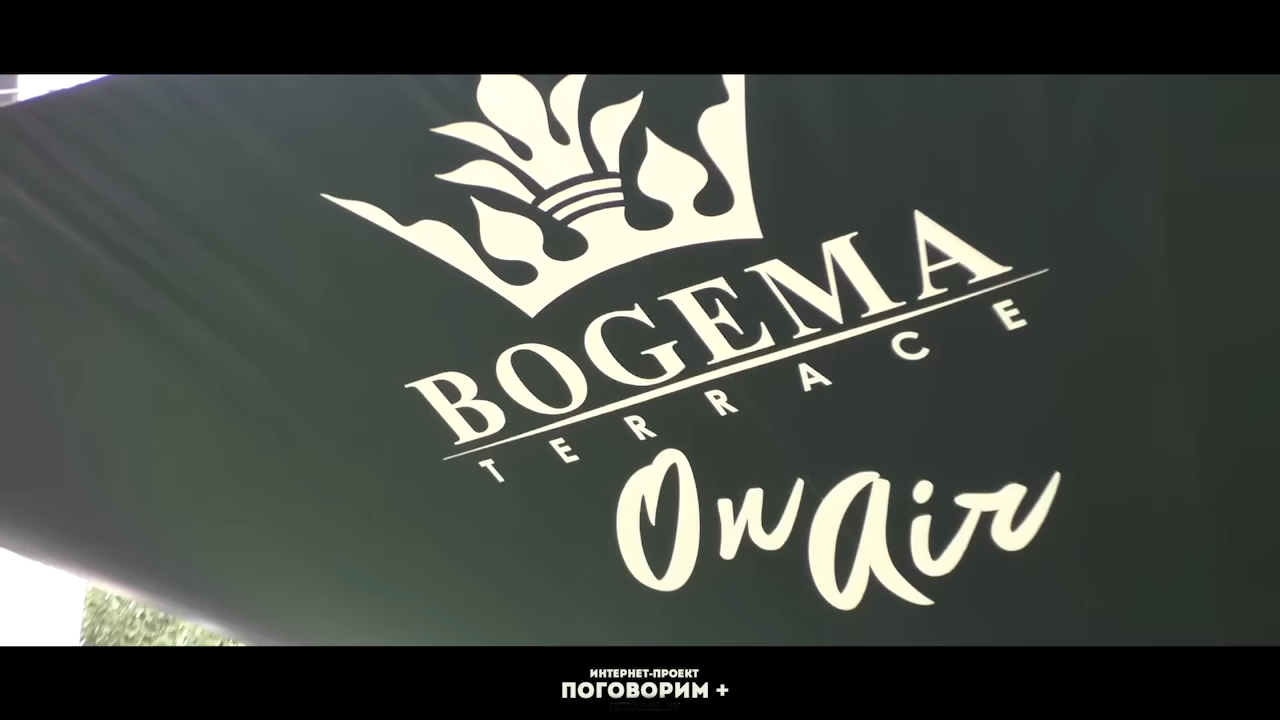 BOGEMA
TERRACE
On Air
ИНТЕРНЕТ-ПРОЕКТ
ПОГОВОРИМ +